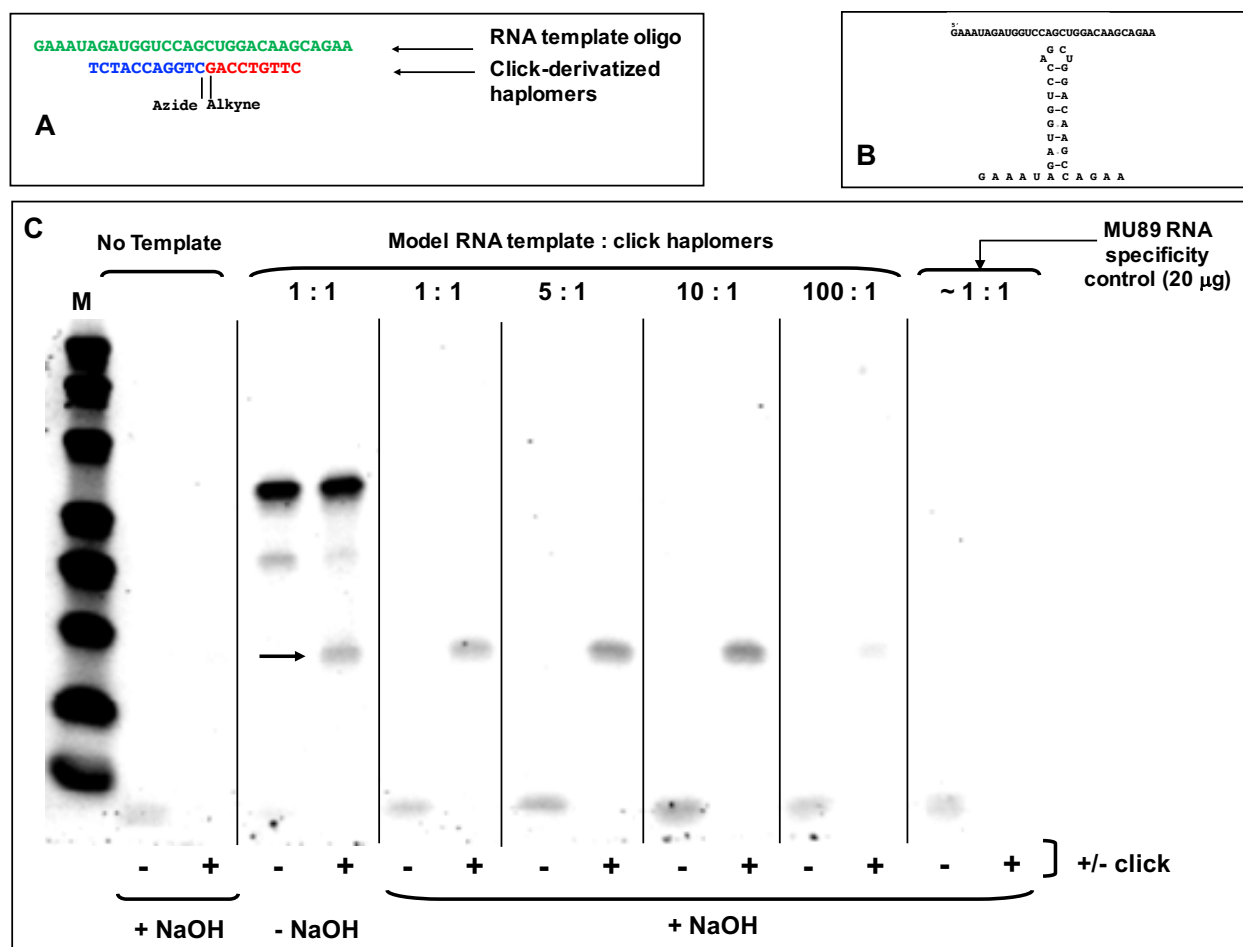 GAAAUAGAUGGUCCAGCUGGACAAGCAGAA
RNA template oligo
TCTACCAGGTCGACCTGTTC
Click-derivatized
haplomers
Azide Alkyne
A
5'
GAAAUAGAUGGUCCAGCUGGACAAGCAGAA
G C
A U
C-G
C-G
U-A
G-C
G-A
U-A
A-G
G-C
G A A A U A C A G A A
B
C
No Template
Model RNA template : click haplomers
MU89 RNA
specificity
control (20 µg)
M
1 : 1
1 : 1
5 : 1
10 : 1
100 : 1
~ 1 : 1
- + - + - + - + - + - + - +
+/- click
+ NaOH
- NaOH
+ NaOH